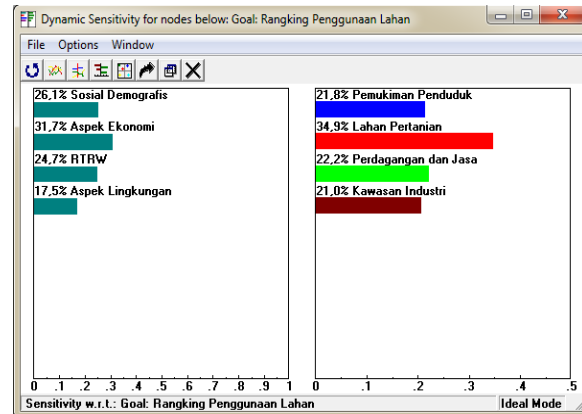 Dynamic Sensitivity for nodes below: Goal: Rangking Penggunaan Lahan
File Options Window
26,1% Sosial Demografis
31,7% Aspek Ekonomi
24,7% RTRW
17,5% Aspek Lingkungan
21,8% Pemukiman Penduduk
34,9% Lahan Pertanian
22,2% Perdagangan dan Jasa
21,0% Kawasan Industri
0 .1 .2 .3 .4 .5 .6 .7 .8 .9 1
0 .1 .2 .3 .4 .5
Sensitivity w.r.t.: Goal: Rangking Penggunaan Lahan
Ideal Mode